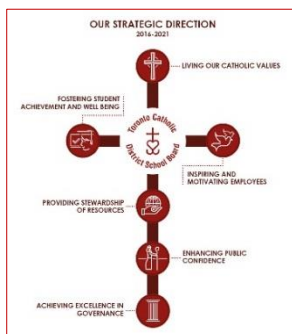 OUR STRATEGIC DIRECTION
2016-2021
LIVING OUR CATHOLIC VALUES
FOSTERING STUDENT
ACHIEVEMENT AND WELL BEING
Toronto Catholic
District School Board
INSPIRING AND
MOTIVATING EMPLOYEES
PROVIDING STEWARDSHIP
OF RESOURCES
ENHANCING PUBLIC
CONFIDENCE
ACHIEVING EXCELLENCE IN
GOVERNANCE